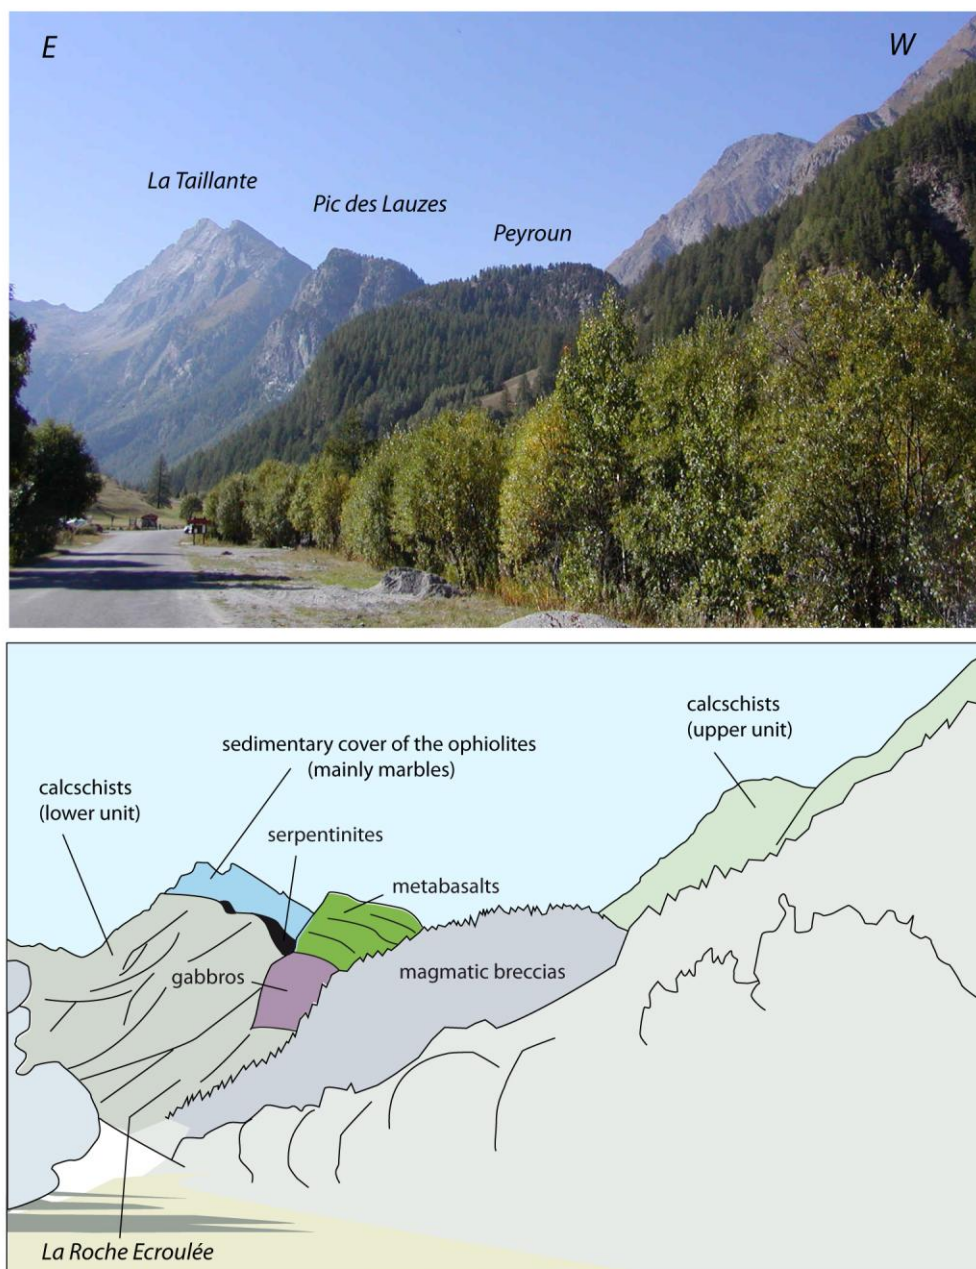 E
W
La Taillante
Pic des Lauzes
Peyroun
calcschists
(upper unit)
sedimentary cover of the ophiolites
(mainly marbles)
calcschists
(lower unit)
serpentinites
metabasalts
gabbros
magmatic breccias
La Roche Ecroulée